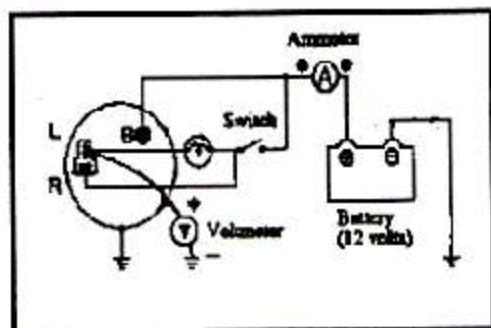 Ammeter
A
L
B
Switch
R
Voltmeter
Battery
(12 volts)